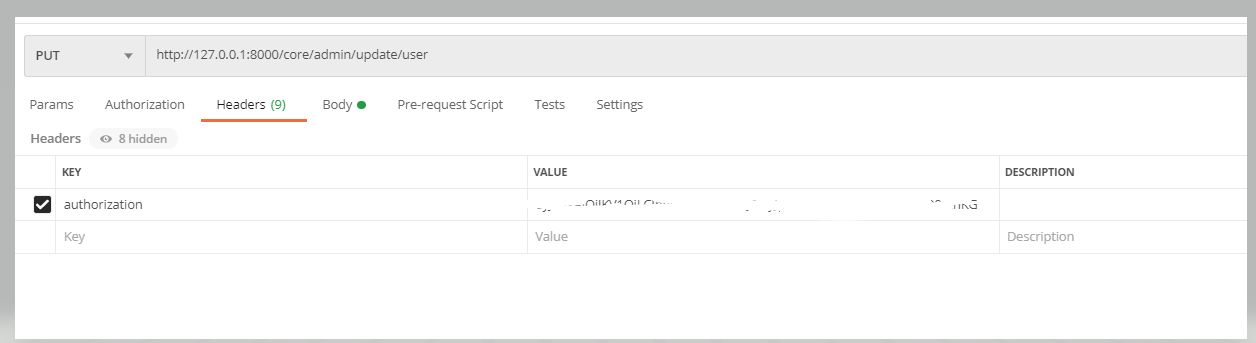 PUT http://127.0.0.1:8000/core/admin/update/user
Params Authorization Headers (9) Body Pre-request Script Tests Settings
Headers 8 hidden
KEY VALUE DESCRIPTION
authorization
Key Value Description